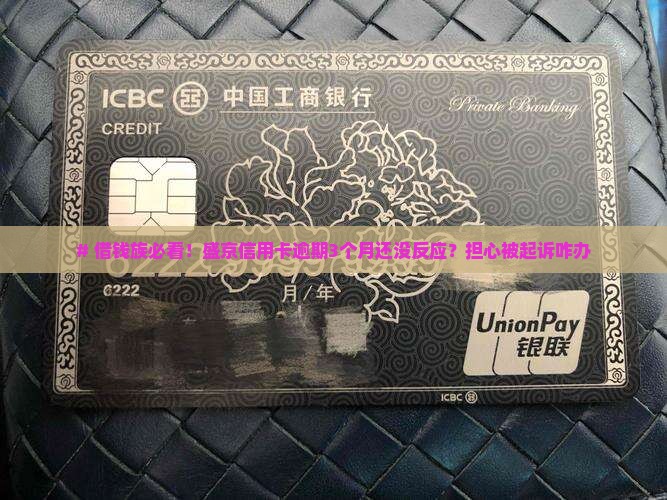 ICBC 中国工商银行
Private Banking
CREDIT
# 借钱族必看！盛京信用卡逾期3个月还没反应？担心被起诉咋办
6222
月/年
UnionPay
银联
ICBC